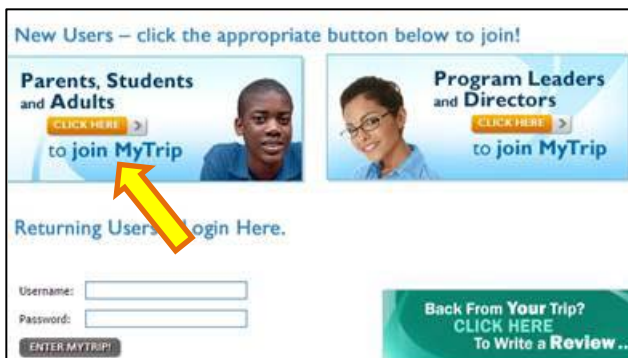 New Users – click the appropriate button below to join!
Parents, Students
and Adults
CLICK HERE >
to join MyTrip
Program Leaders
and Directors
CLICK HERE >
to join MyTrip
Returning Users Login Here.
Username:
Password:
ENTER MYTRIP!
Back From Your Trip?
CLICK HERE
To Write a Review...